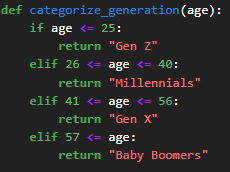 def categorize_generation(age):
    if age <= 25:
        return "Gen Z"
    elif 26 <= age <= 40:
        return "Millennials"
    elif 41 <= age <= 56:
        return "Gen X"
    elif 57 <= age:
        return "Baby Boomers"